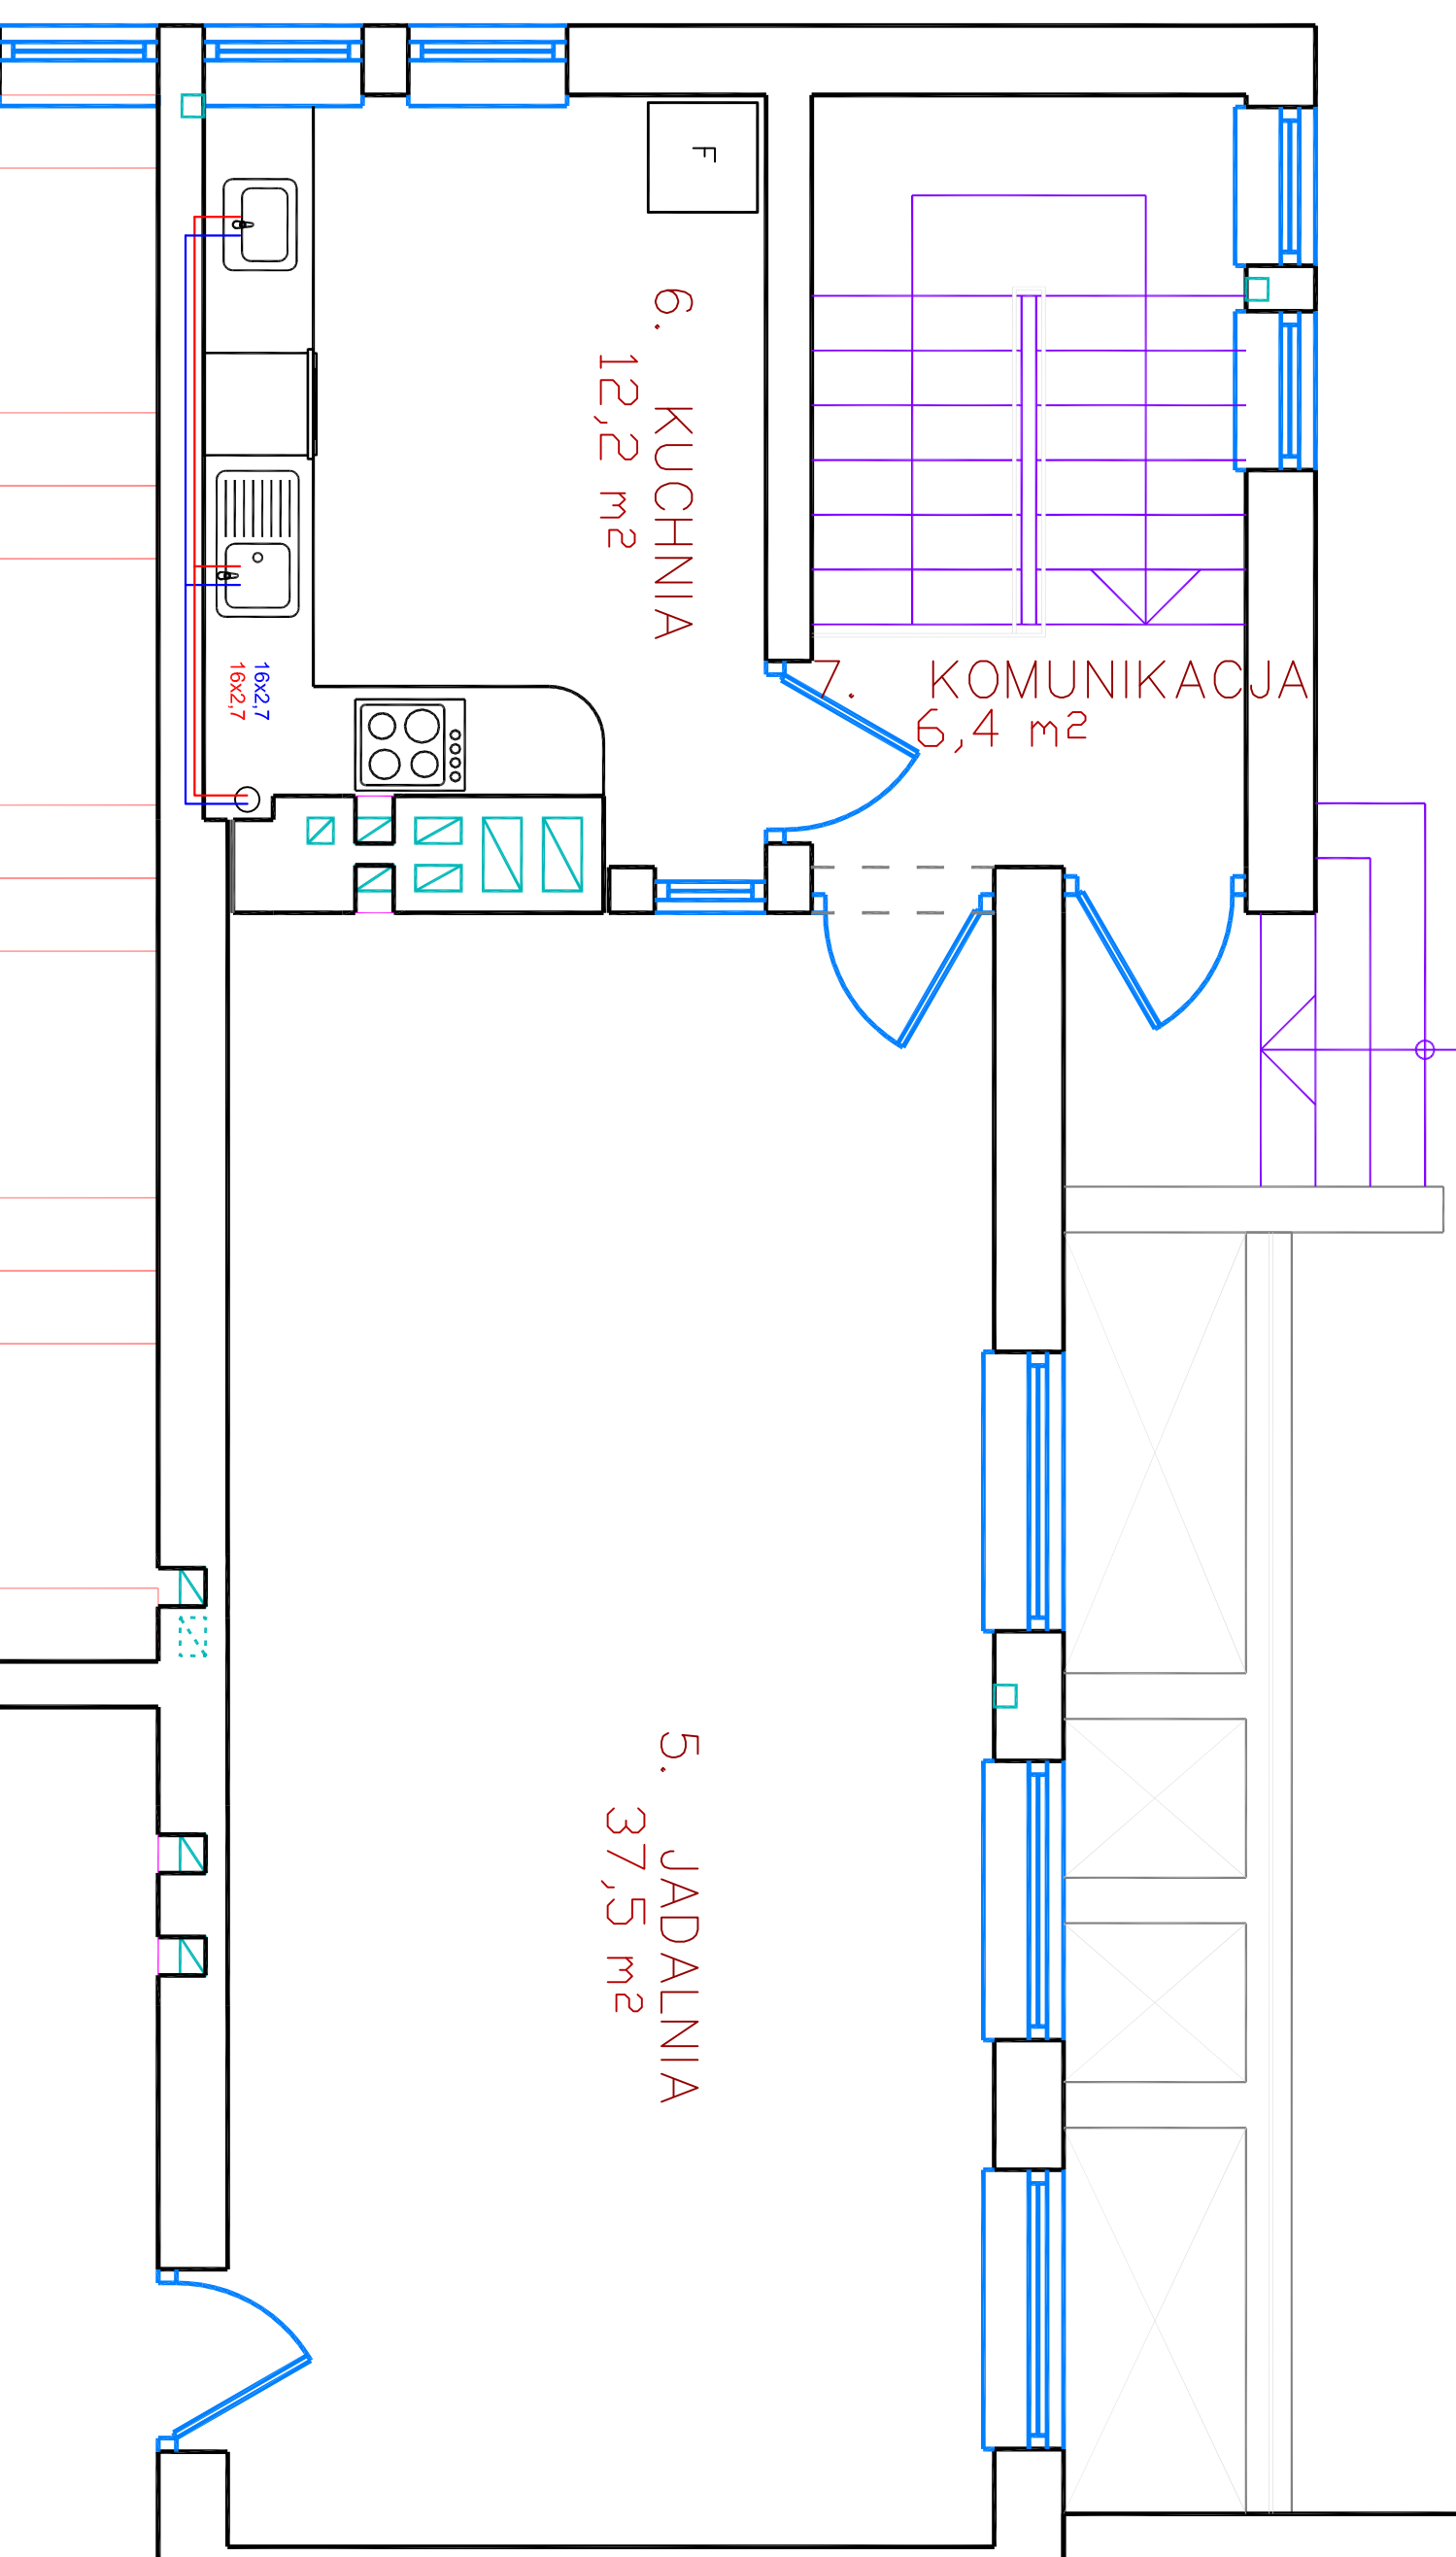 F
6. KUCHNIA
12,2 m²
7. KOMUNIKACJA
6,4 m²
16x2,7
16x2,7
5. JADALNIA
37,5 m²